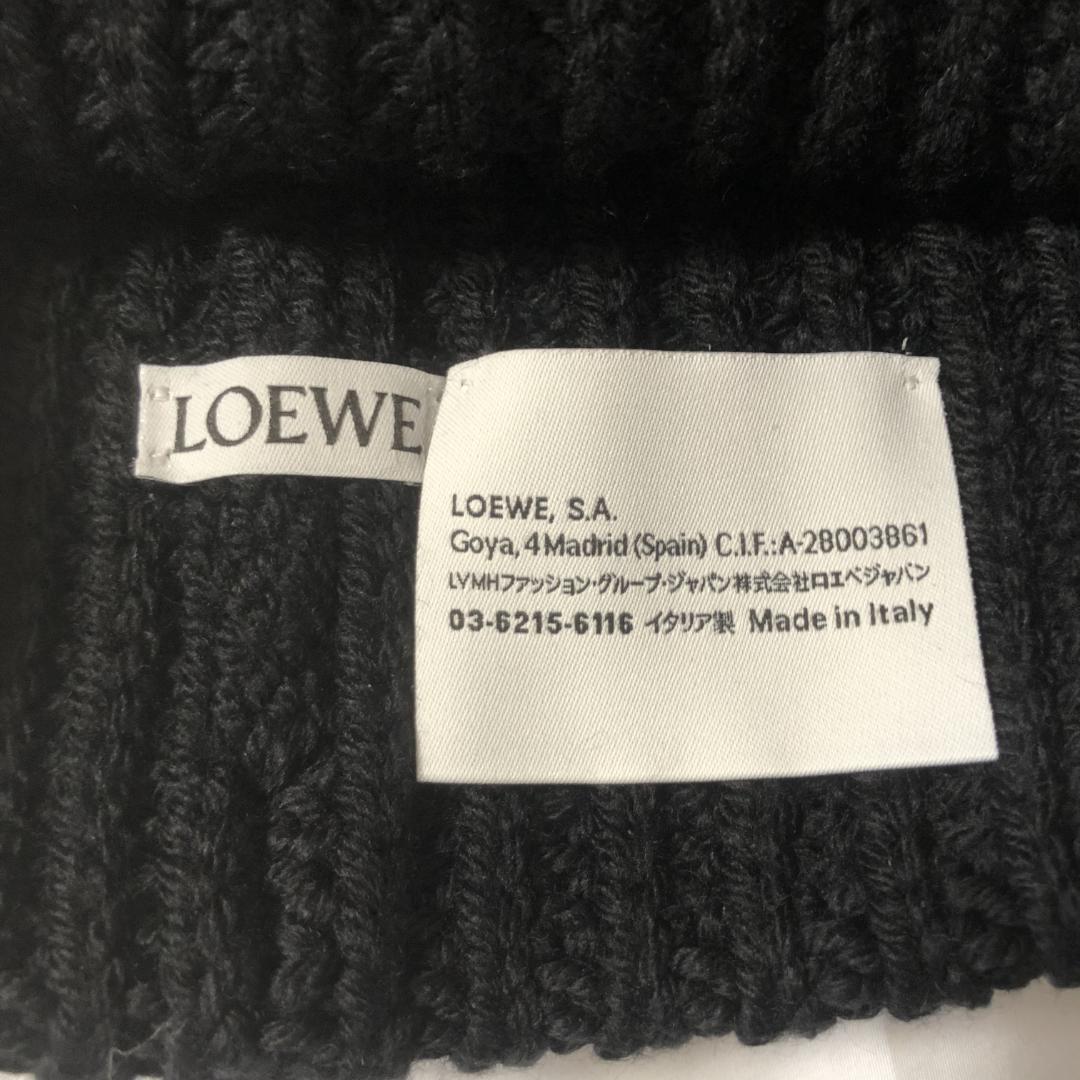 LOEWE
LOEWE, S.A.
Goya, 4 Madrid (Spain) C.I.F.:A-28003861
LVMHファッション・グループ・ジャパン株式会社ロエベジャパン
03-6215-6116 イタリア製 Made in Italy